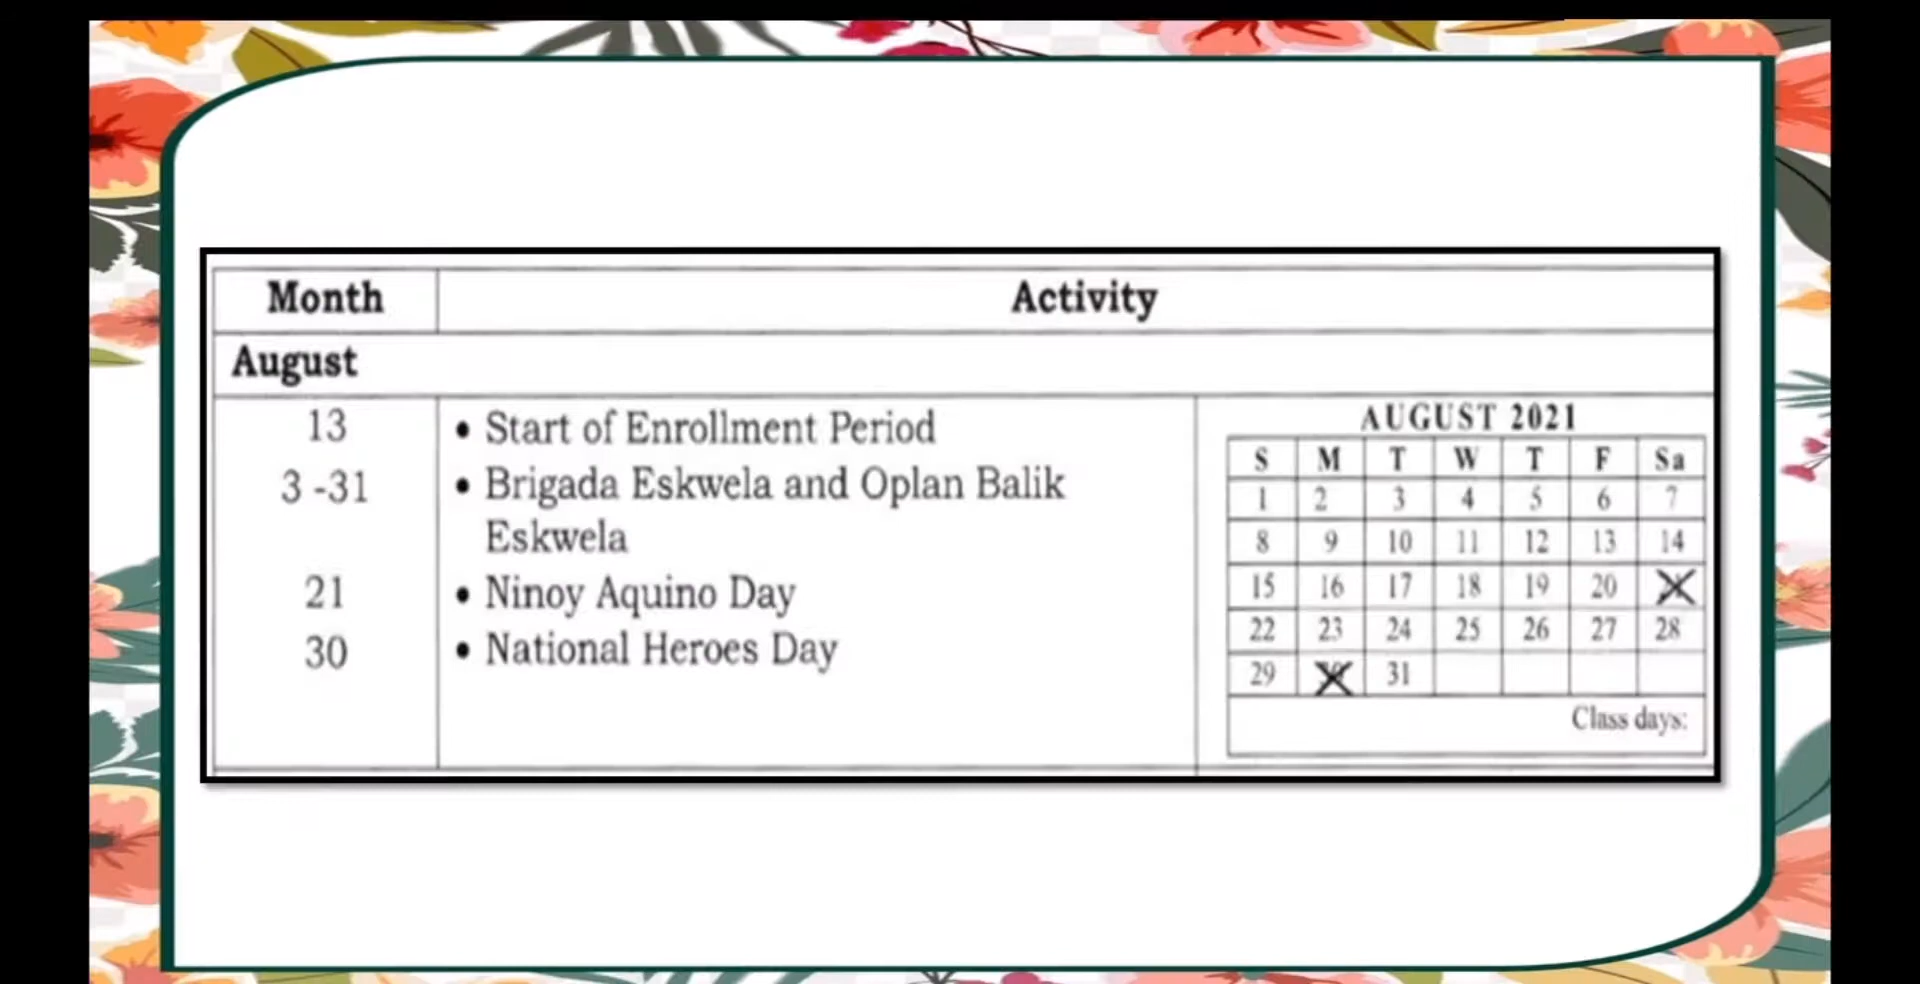 Month Activity
August
13 • Start of Enrollment Period
3 -31 • Brigada Eskwela and Oplan Balik
Eskwela
21 • Ninoy Aquino Day
30 • National Heroes Day
AUGUST 2021
S M T W T F Sa
1 2 3 4 5 6 7
8 9 10 11 12 13 14
15 16 17 18 19 20
22 23 24 25 26 27 28
29 31
Class days: